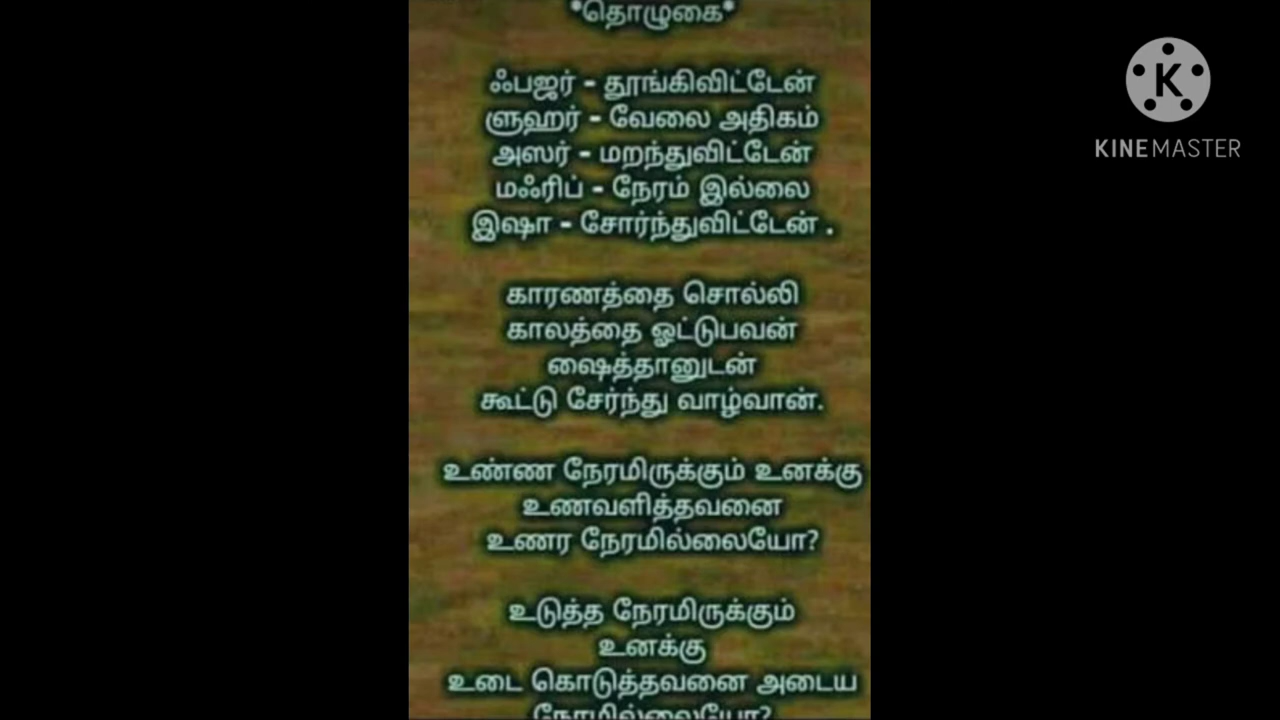 *தொழுகை*
ஃபஜர் - தூங்கிவிட்டேன்
ளுஹர் - வேலை அதிகம்
அஸர் - மறந்துவிட்டேன்
மஃரிப் - நேரம் இல்லை
இஷா - சோர்ந்துவிட்டேன் .
காரணத்தை சொல்லி
காலத்தை ஓட்டுபவன்
ஷைத்தானுடன்
கூட்டு சேர்ந்து வாழ்வான்.
உண்ண நேரமிருக்கும் உனக்கு
உணவளித்தவனை
உணர நேரமில்லையோ?
உடுத்த நேரமிருக்கும்
உனக்கு
உடை கொடுத்தவனை அடைய
நேரமில்லையோ?
K
KINEMASTER